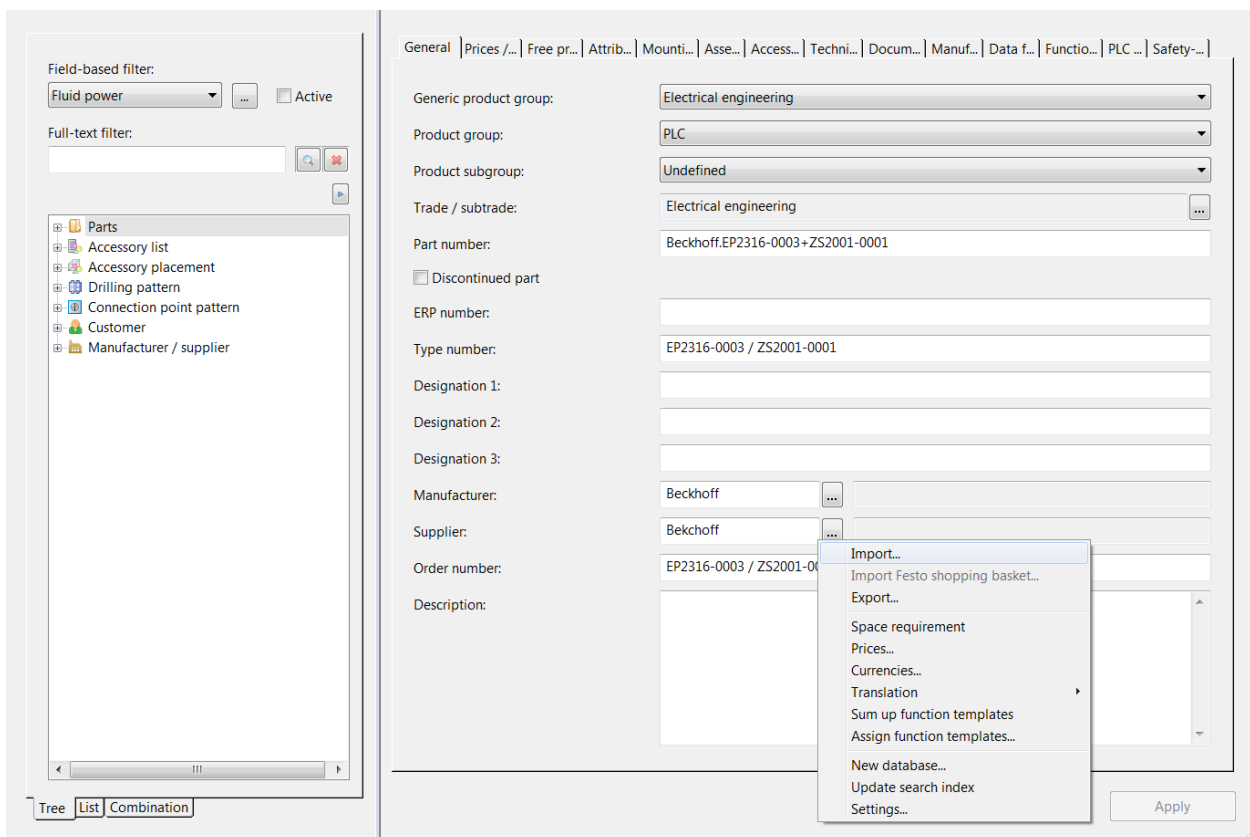 Field-based filter:
Fluid power
...
Active
Full-text filter:
Parts
Accessory list
Accessory placement
Drilling pattern
Connection point pattern
Customer
Manufacturer / supplier
Tree List Combination
General Prices /... Free pr... Attrib... Mounti... Asse... Access... Techni... Docum... Manuf... Data f... Functio... PLC ... Safety-...
Generic product group: Electrical engineering
Product group: PLC
Product subgroup: Undefined
Trade / subtrade: Electrical engineering ...
Part number: Beckhoff.EP2316-0003+ZS2001-0001
Discontinued part
ERP number:
Type number: EP2316-0003 / ZS2001-0001
Designation 1:
Designation 2:
Designation 3:
Manufacturer: Beckhoff ...
Supplier: Bekchoff ...
Order number: EP2316-0003 / ZS2001-00
Description:
Import...
Import Festo shopping basket...
Export...
Space requirement
Prices...
Currencies...
Translation
Sum up function templates
Assign function templates...
New database...
Update search index
Settings...
Apply